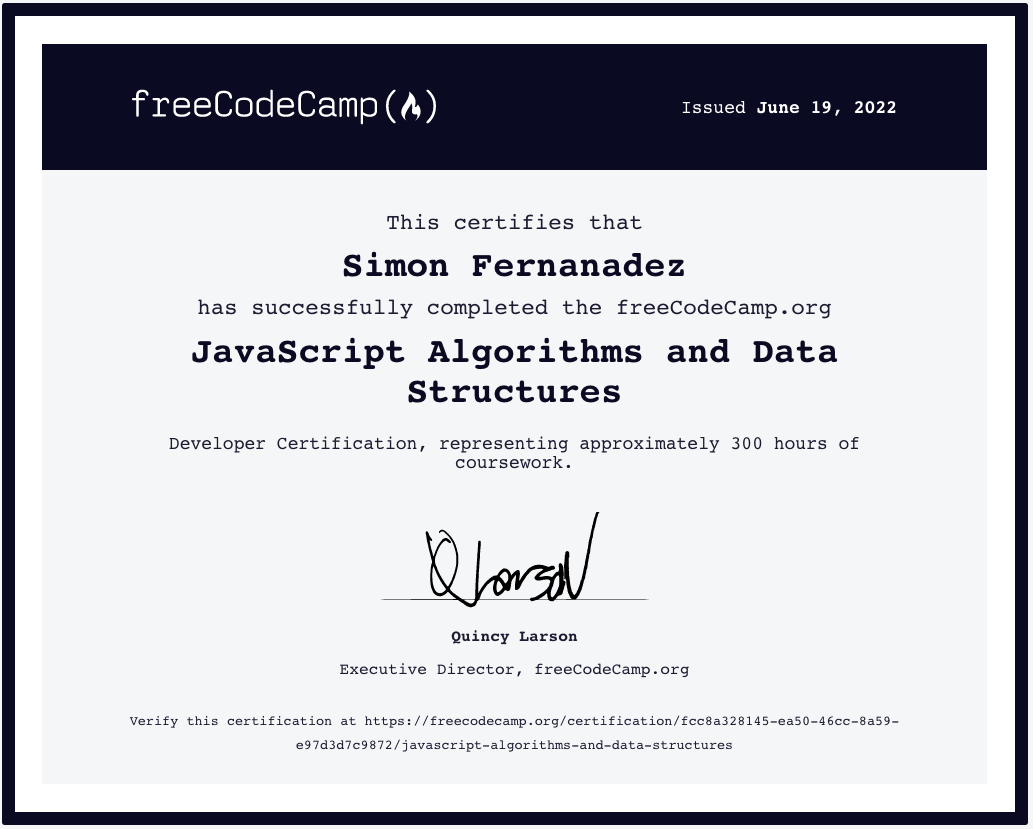 freeCodeCamp
Issued June 19, 2022
This certifies that
Simon Fernanadez
has successfully completed the freeCodeCamp.org
JavaScript Algorithms and Data
Structures
Developer Certification, representing approximately 300 hours of
coursework.
Q Larson
Quincy Larson
Executive Director, freeCodeCamp.org
Verify this certification at https://freecodecamp.org/certification/fcc8a328145-ea50-46cc-8a59-
e97d3d7c9872/javascript-algorithms-and-data-structures